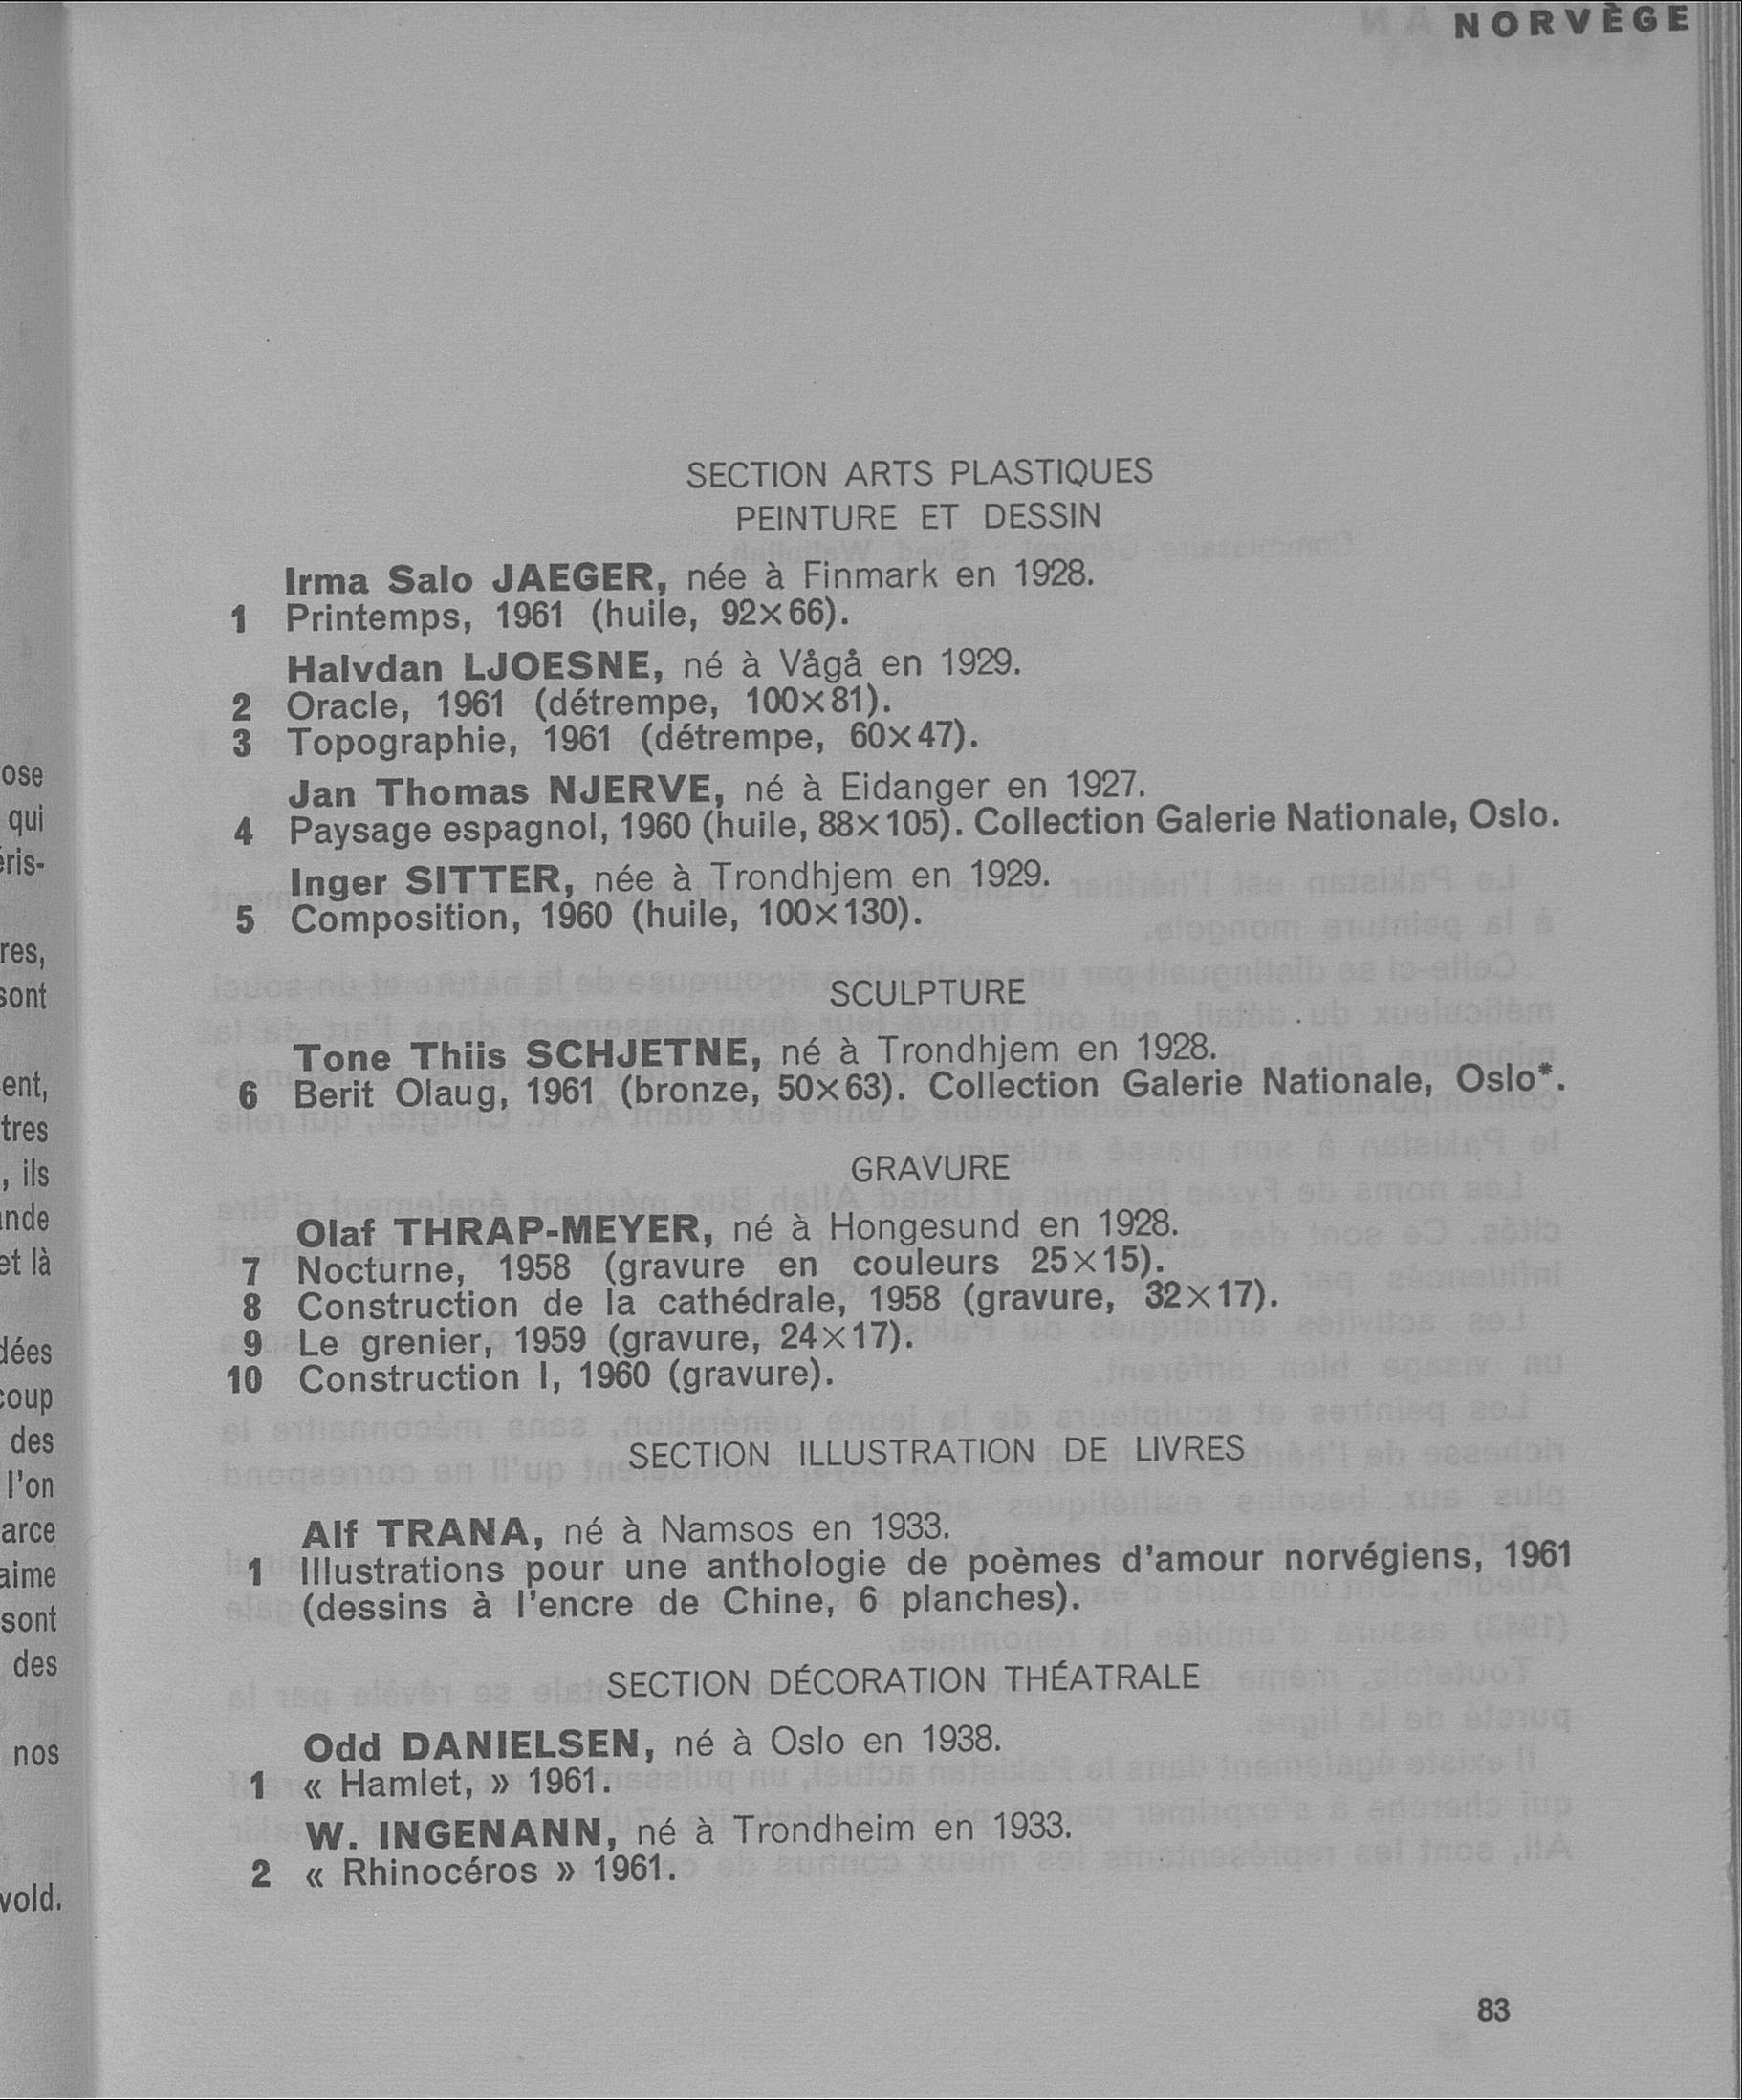 NORVÈGE
SECTION ARTS PLASTIQUES
PEINTURE ET DESSIN
Irma Salo JAEGER, née à Finmark en 1928.
1 Printemps, 1961 (huile, 92×66).
Halvdan LJOESNE, né à Vågå en 1929.
2 Oracle, 1961 (détrempe, 100×81).
3 Topographie, 1961 (détrempe, 60×47).
Jan Thomas NJERVE, né à Eidanger en 1927.
4 Paysage espagnol, 1960 (huile, 88×105). Collection Galerie Nationale, Oslo.
Inger SITTER, née à Trondhjem en 1929.
5 Composition, 1960 (huile, 100×130).
SCULPTURE
Tone Thiis SCHJETNE, né à Trondhjem en 1928.
6 Berit Olaug, 1961 (bronze, 50×63). Collection Galerie Nationale, Oslo*.
GRAVURE
Olaf THRAP-MEYER, né à Hongesund en 1928.
7 Nocturne, 1958 (gravure en couleurs 25×15).
8 Construction de la cathédrale, 1958 (gravure, 32×17).
9 Le grenier, 1959 (gravure, 24×17).
10 Construction I, 1960 (gravure).
SECTION ILLUSTRATION DE LIVRES
Alf TRANA, né à Namsos en 1933.
1 Illustrations pour une anthologie de poèmes d'amour norvégiens, 1961
(dessins à l'encre de Chine, 6 planches).
SECTION DÉCORATION THÉATRALE
Odd DANIELSEN, né à Oslo en 1938.
1 « Hamlet, » 1961.
W. INGENANN, né à Trondheim en 1933.
2 « Rhinocéros » 1961.
83